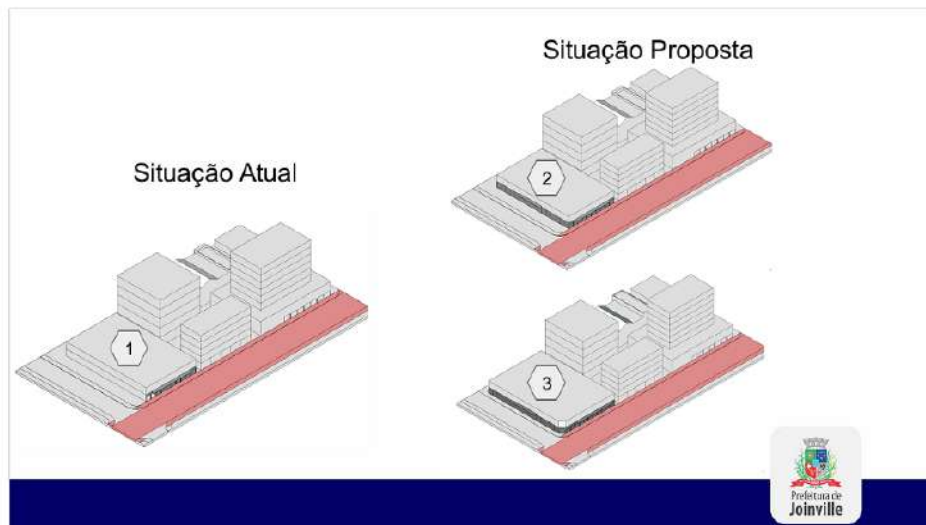 Situação Proposta
2
Situação Atual
1
3
Prefeitura de
Joinville